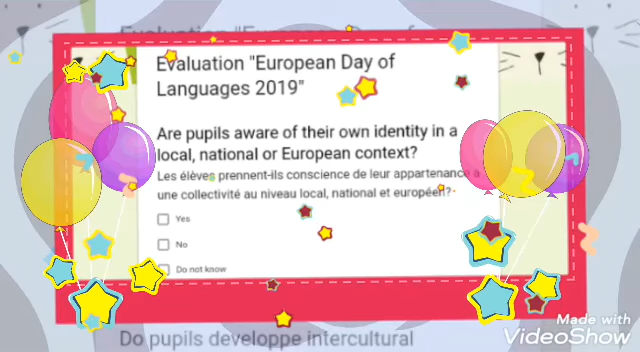 Evaluation "European Day of
Languages 2019"
Are pupils aware of their own identity in a
local, national or European context?
Les élèves prennent-ils conscience de leur appartenance à
une collectivité au niveau local, national et européen?
Yes
No
Do not know
Do pupils developpe intercultural
Made with
VideoShow